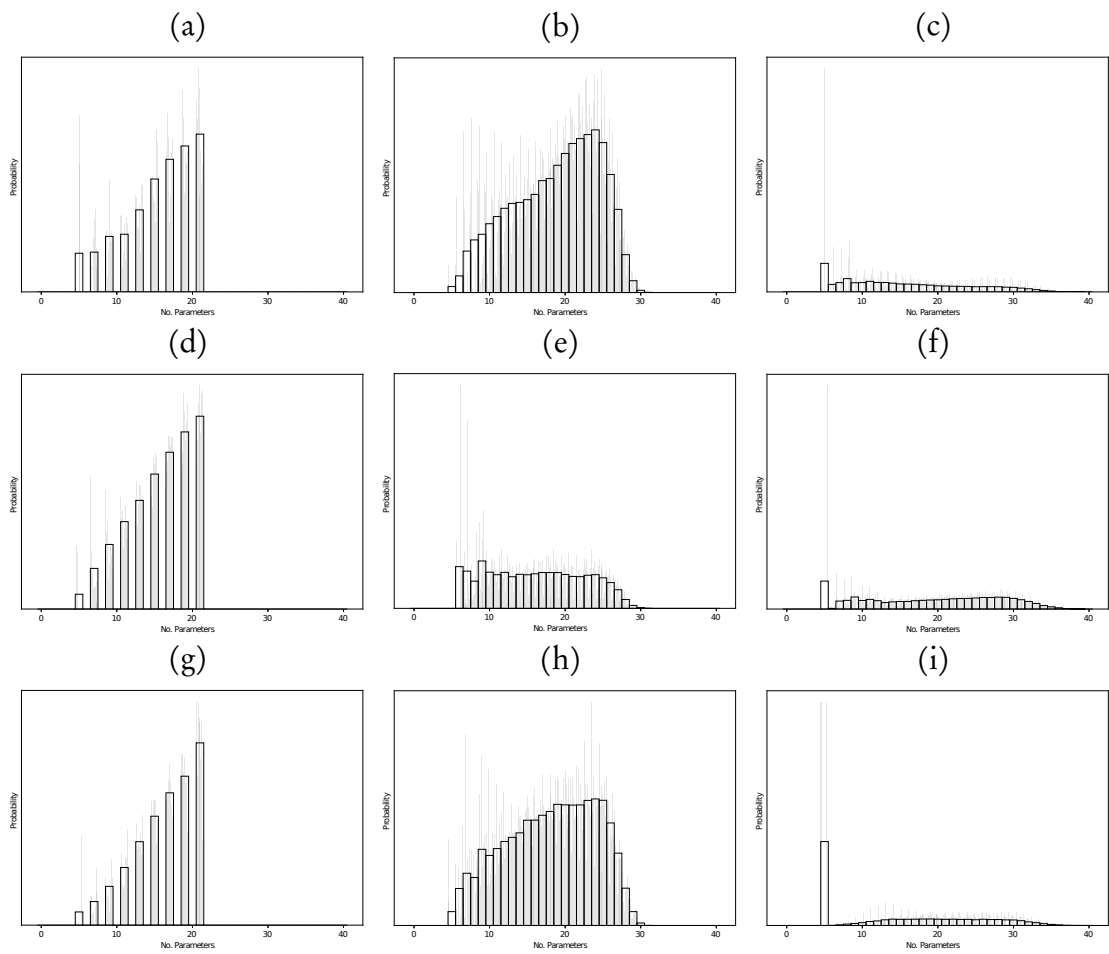 (a) (b) (c)
Probability Probability Probability
0 10 20 30 40 0 10 20 30 40 0 10 20 30 40
No. Parameters No. Parameters No. Parameters
(d) (e) (f)
Probability Probability Probability
0 10 20 30 40 0 10 20 30 40 0 10 20 30 40
No. Parameters No. Parameters No. Parameters
(g) (h) (i)
Probability Probability Probability
0 10 20 30 40 0 10 20 30 40 0 10 20 30 40
No. Parameters No. Parameters No. Parameters